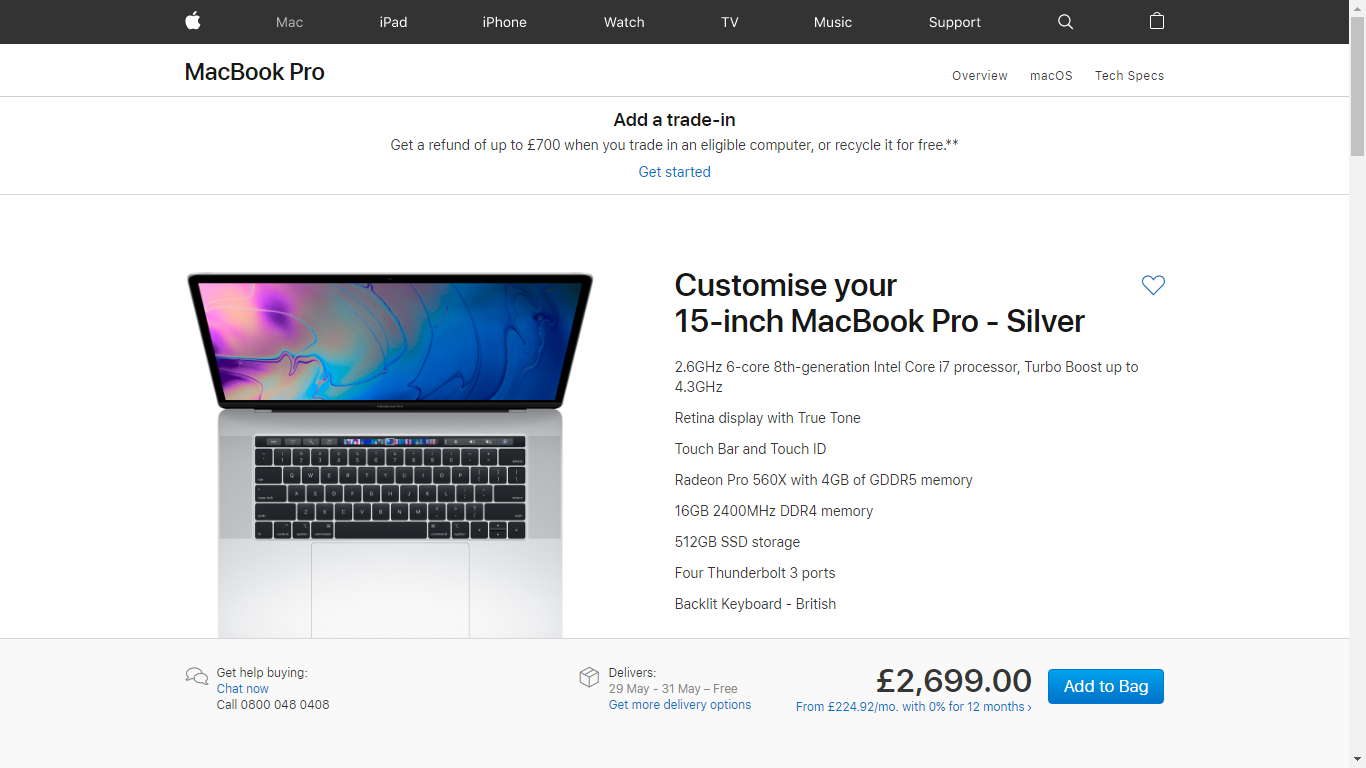 Mac
iPad
iPhone
Watch
TV
Music
Support
MacBook Pro
Overview
macOS
Tech Specs
Add a trade-in
Get a refund of up to £700 when you trade in an eligible computer, or recycle it for free.**
Get started
Customise your
15-inch MacBook Pro - Silver
2.6GHz 6-core 8th-generation Intel Core i7 processor, Turbo Boost up to
4.3GHz
Retina display with True Tone
Touch Bar and Touch ID
Radeon Pro 560X with 4GB of GDDR5 memory
16GB 2400MHz DDR4 memory
512GB SSD storage
Four Thunderbolt 3 ports
Backlit Keyboard - British
Get help buying:
Chat now
Call 0800 048 0408
Delivers:
29 May - 31 May – Free
Get more delivery options
£2,699.00
From £224.92/mo. with 0% for 12 months ›
Add to Bag